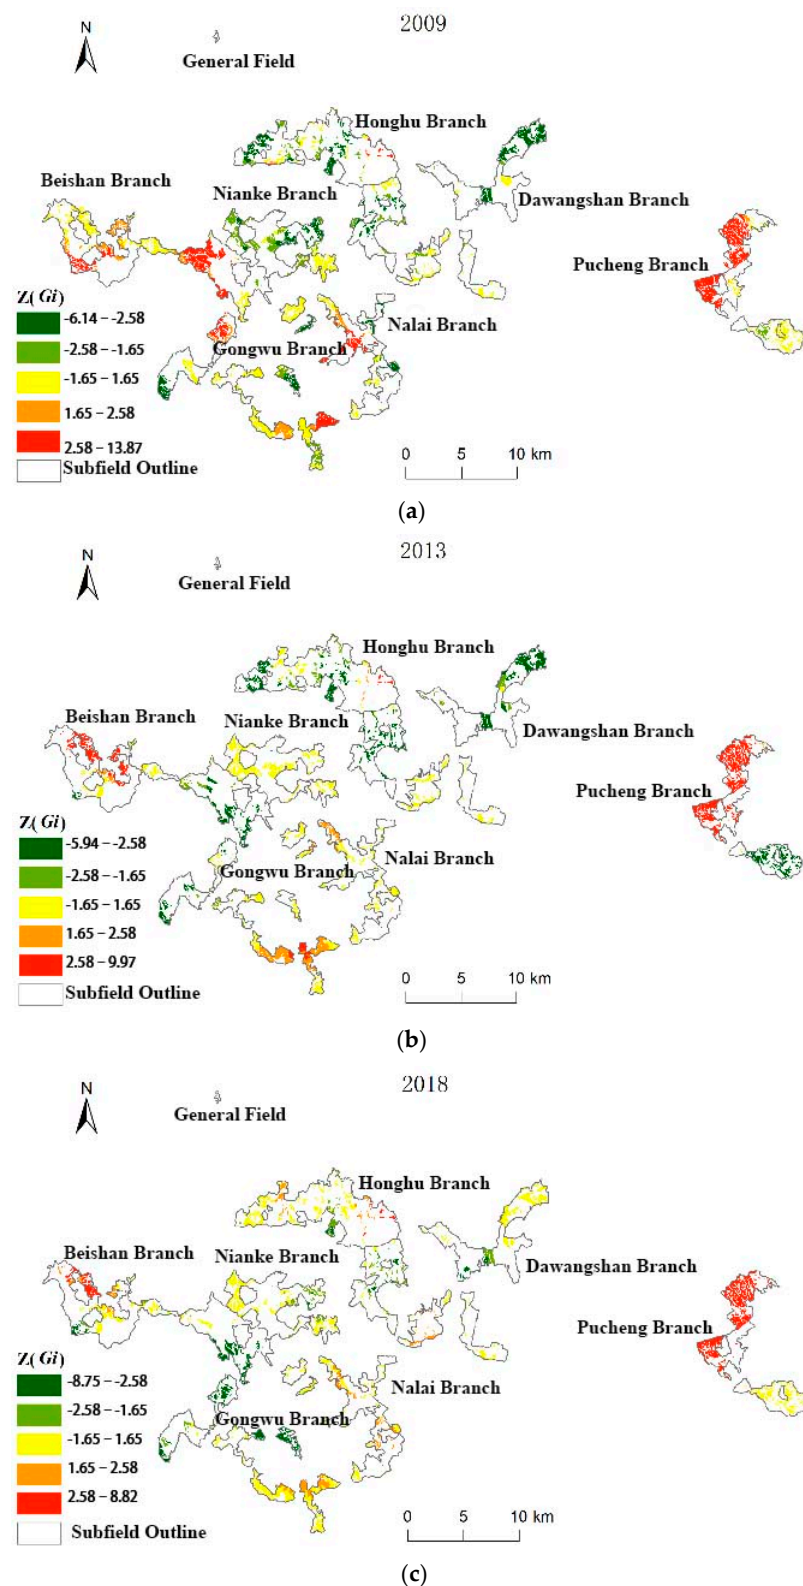 2009
N
General Field
Honghu Branch
Beishan Branch
Nianke Branch
Dawangshan Branch
Pucheng Branch
Z(Gi)
-6.14 – -2.58
Nalai Branch
-2.58 – -1.65
Gongwu Branch
-1.65 – 1.65
1.65 – 2.58
2.58 – 13.87
0 5 10 km
Subfield Outline
(a)
2013
N
General Field
Honghu Branch
Beishan Branch
Nianke Branch
Dawangshan Branch
Pucheng Branch
Z(Gi)
-5.94 – -2.58
Nalai Branch
-2.58 – -1.65
Gongwu Branch
-1.65 – 1.65
1.65 – 2.58
2.58 – 9.97
0 5 10 km
Subfield Outline
(b)
2018
N
General Field
Honghu Branch
Beishan Branch
Nianke Branch
Dawangshan Branch
Pucheng Branch
Z(Gi)
-8.75 – -2.58
Nalai Branch
-2.58 – -1.65
Gongwu Branch
-1.65 – 1.65
1.65 – 2.58
2.58 – 8.82
0 5 10 km
Subfield Outline
(c)